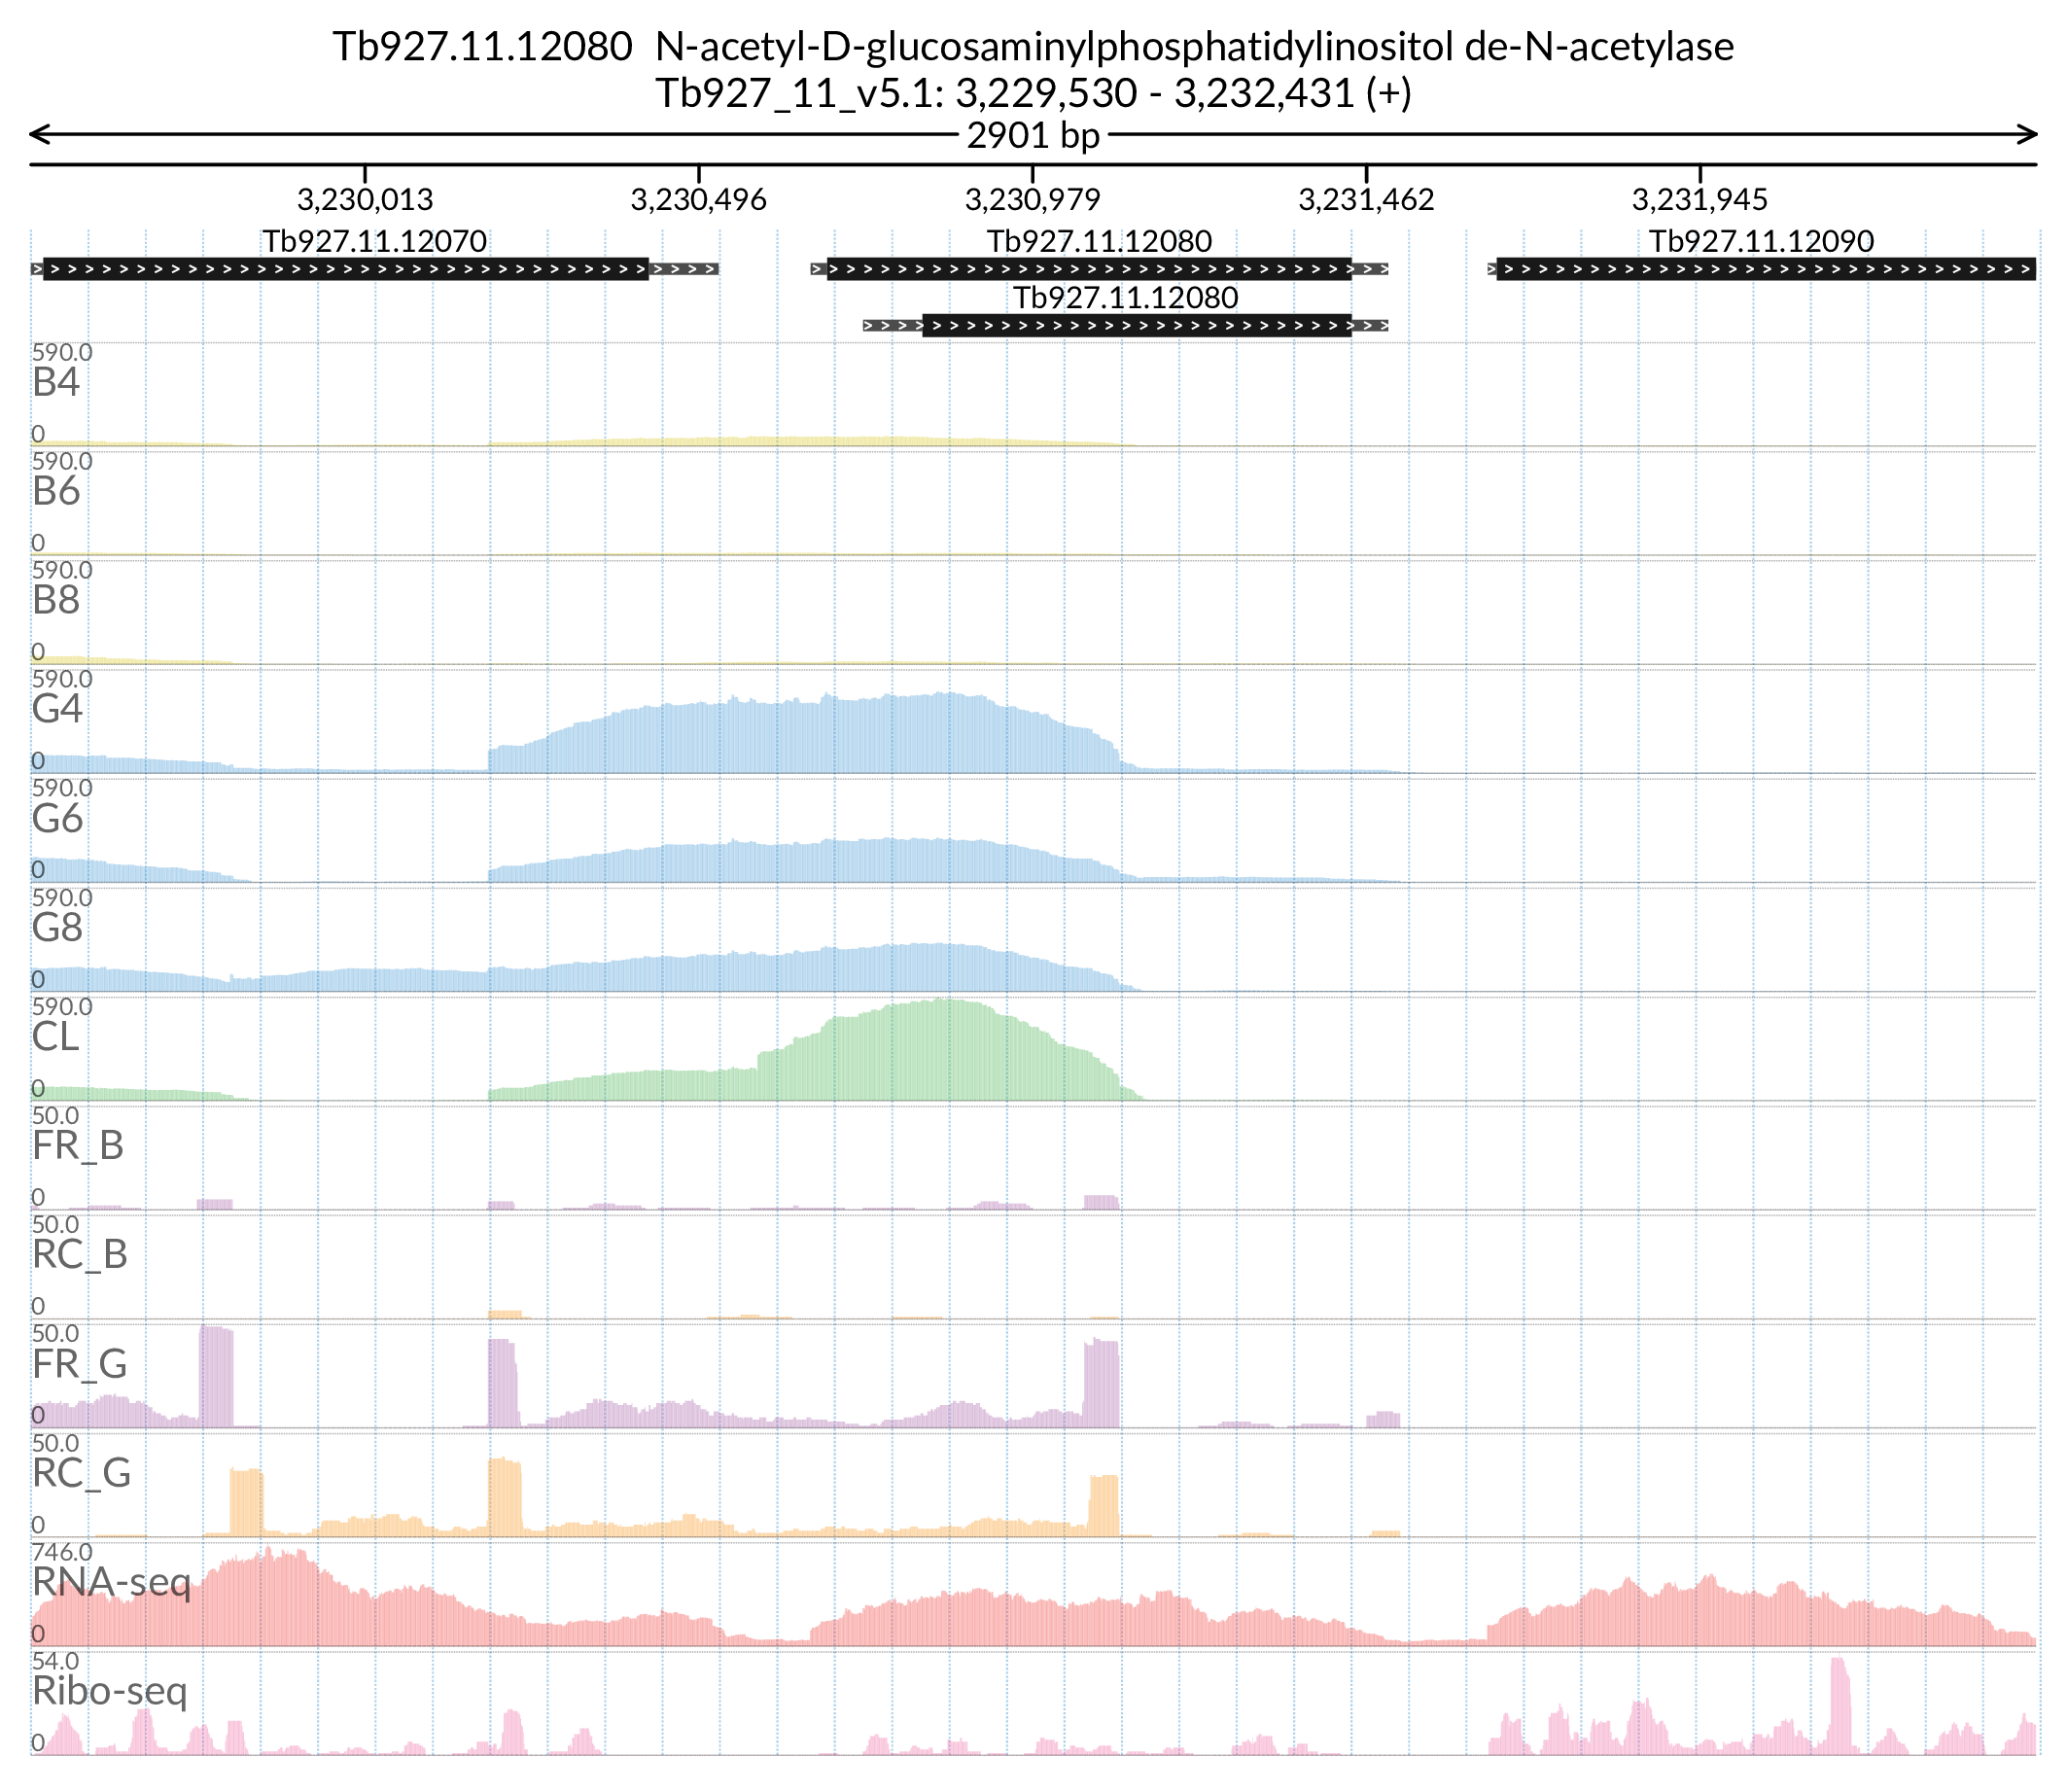 Tb927.11.12080  N-acetyl-D-glucosaminylphosphatidylinositol de-N-acetylase
Tb927_11_v5.1: 3,229,530 - 3,232,431 (+)
2901 bp
3,230,013 3,230,496 3,230,979 3,231,462 3,231,945
Tb927.11.12070 Tb927.11.12080 Tb927.11.12090
Tb927.11.12080
590.0
B4
0
590.0
B6
0
590.0
B8
0
590.0
G4
0
590.0
G6
0
590.0
G8
0
590.0
CL
0
50.0
FR_B
0
50.0
RC_B
0
50.0
FR_G
0
50.0
RC_G
0
746.0
RNA-seq
0
54.0
Ribo-seq
0